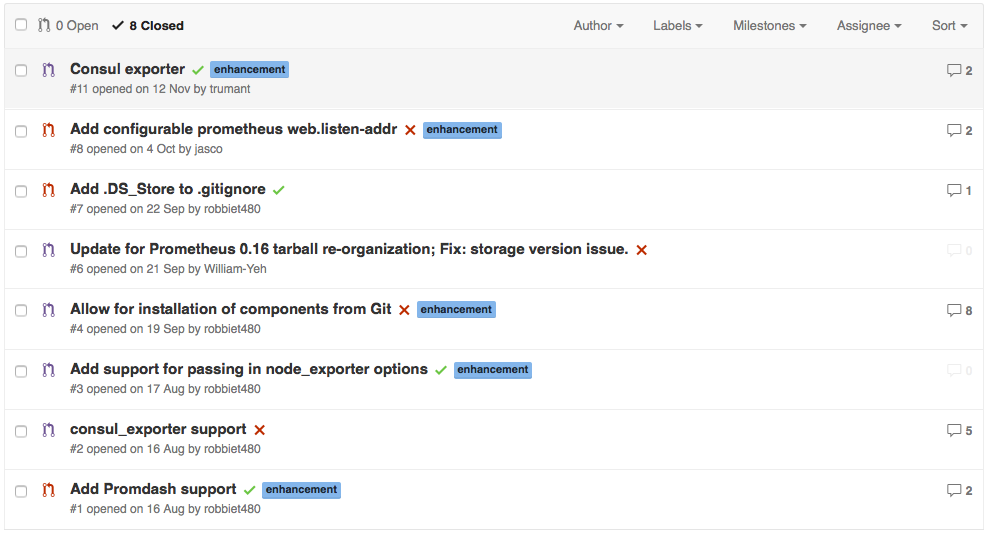 0 Open 8 Closed Author Labels Milestones Assignee Sort
Consul exporter enhancement 2
#11 opened on 12 Nov by trumant
Add configurable prometheus web.listen-addr enhancement 2
#8 opened on 4 Oct by jasco
Add .DS_Store to .gitignore 1
#7 opened on 22 Sep by robbiet480
Update for Prometheus 0.16 tarball re-organization; Fix: storage version issue. 0
#6 opened on 21 Sep by William-Yeh
Allow for installation of components from Git enhancement 8
#4 opened on 19 Sep by robbiet480
Add support for passing in node_exporter options enhancement 0
#3 opened on 17 Aug by robbiet480
consul_exporter support 5
#2 opened on 16 Aug by robbiet480
Add Promdash support enhancement 2
#1 opened on 16 Aug by robbiet480